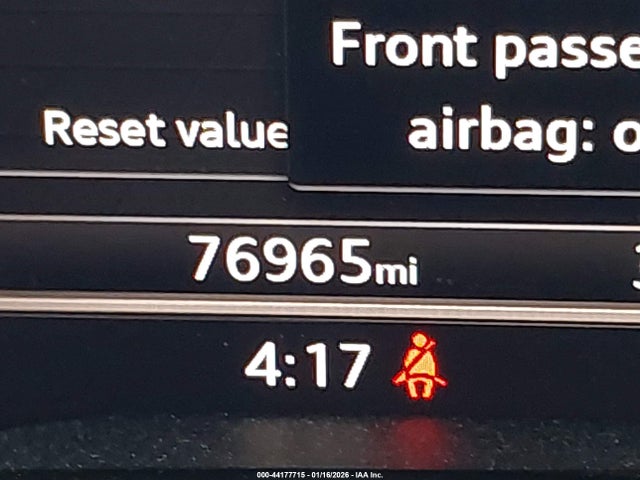 Front passe
airbag: o
Reset value
76965mi
4:17
000-44177715 - 01/16/2026 - IAA Inc.